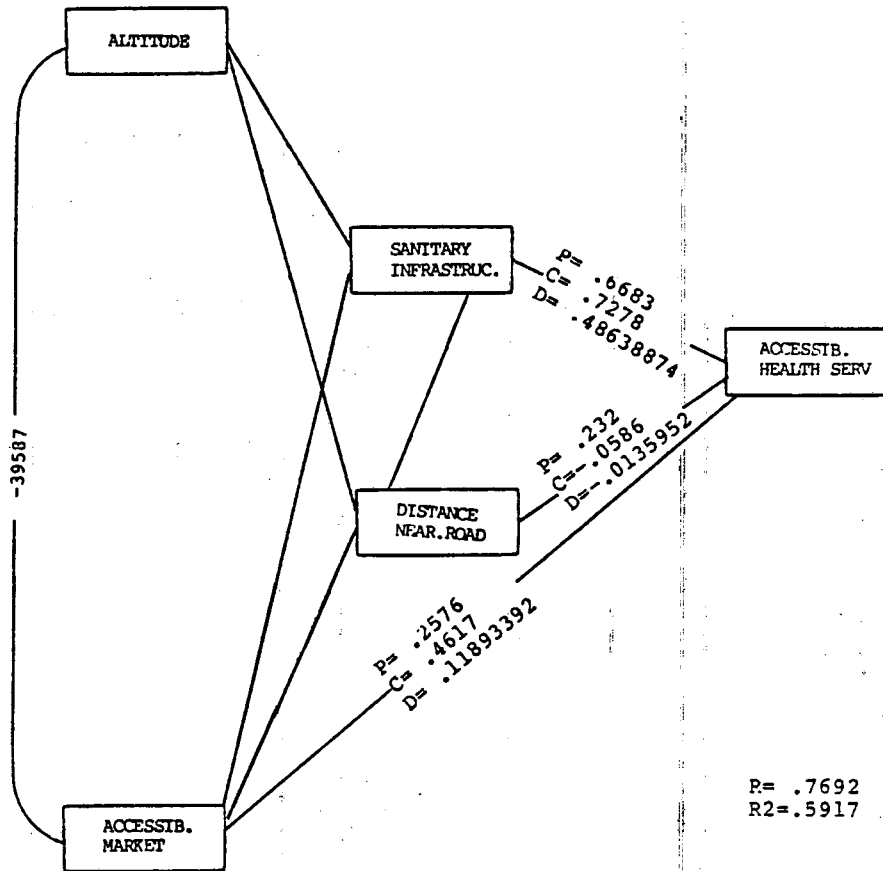 ALTITUDE
-39587
SANITARY
INFRASTRUC.
P= .6683
C= .7278
D= .48638874
ACCESSIB.
HEALTH SERV
P= .232
C=-.0586
D=-.0135952
DISTANCE
NEAR.ROAD
P= .2576
C= .4617
D= .11893392
ACCESSIB.
MARKET
R= .7692
R2=.5917